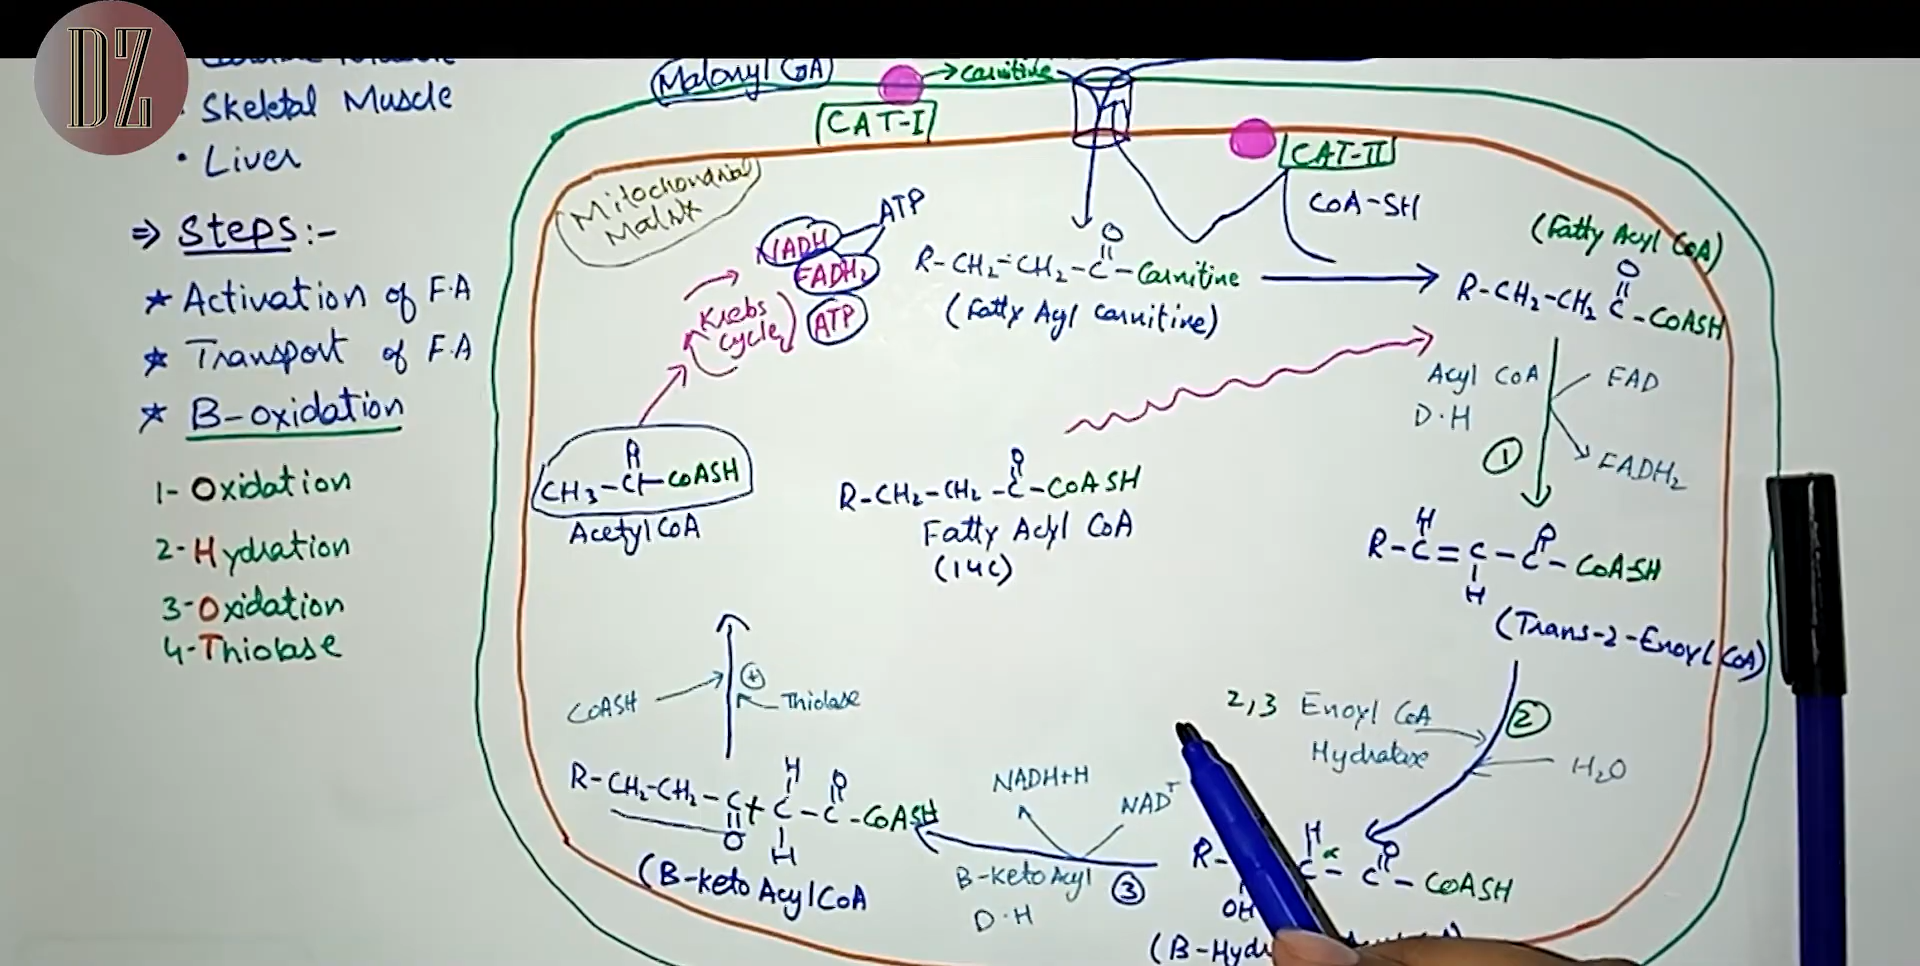 DZ
· Skeletal Muscle
· Liver
⇒ Steps:-
* Activation of F.A
* Transport of F.A
* B-oxidation
1- Oxidation
2- Hydration
3- Oxidation
4- Thiolase
Malonyl CoA
→ Carnitine
CAT-I
CAT-II
Mitochondrial
Matrix
CoA-SH
(Fatty Acyl CoA)
NADH
FADH2
ATP
ATP
Krebs
cycle
R-CH2-CH2-C-Carnitine
O
(Fatty Acyl Carnitine)
R-CH2-CH2 C-CoASH
O
Acyl CoA
D.H
1
FAD
FADH2
CH3-C-CoASH
O
Acetyl CoA
R-CH2-CH2-C-CoASH
O
Fatty Acyl CoA
(14C)
H
O
R-C=C-C-CoASH
H
(Trans-2-Enoyl CoA)
2,3 Enoyl CoA
Hydratase
2
H2O
CoASH
Thiolase
R-CH2-CH2-C+C-C-CoASH
O
H
O
H
(B-keto Acyl CoA
NADH+H
NAD+
B-keto Acyl
D.H
3
R-
H
α
O
C-C-CoASH
OH